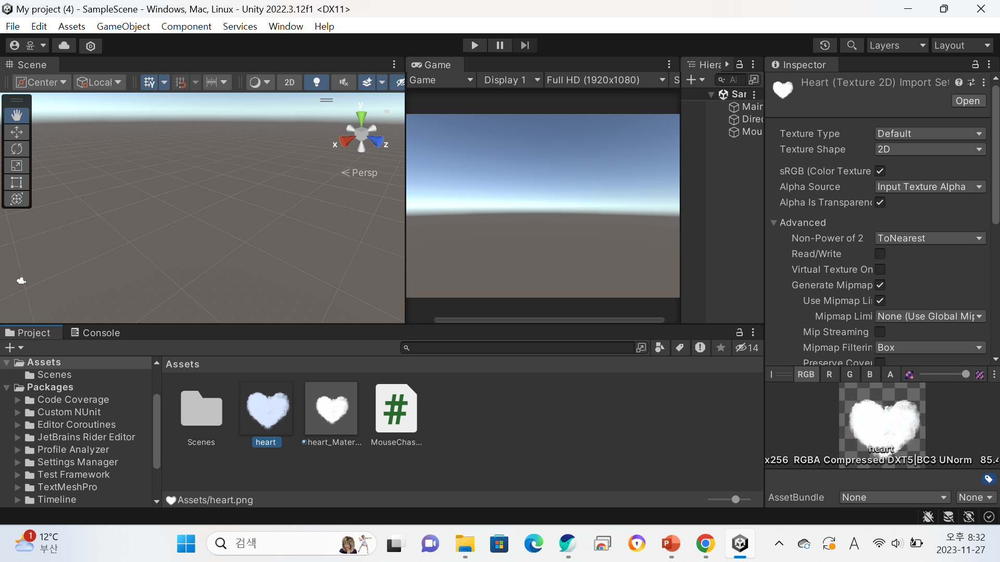 My project (4) - SampleScene - Windows, Mac, Linux - Unity 2022.3.12f1 <DX11>
File Edit Assets GameObject Component Services Window Help
윤 Layers Layout
Scene
Center Local 2D
y
x z
Persp
Game
Game Display 1 Full HD (1920x1080) S
Hiera
Al
Sar
Main
Direc
Mou
Inspector
Heart (Texture 2D) Import Set
Open
Texture Type Default
Texture Shape 2D
sRGB (Color Texture
Alpha Source Input Texture Alpha
Alpha Is Transparenc
Advanced
Non-Power of 2 ToNearest
Read/Write
Virtual Texture On
Generate Mipmap
Use Mipmap Li
Mipmap Limi None (Use Global Mip
Mip Streaming
Mipmap Filterin Box
Preserve Cover
RGB R G B A
heart
x256 RGBA Compressed DXT5|BC3 UNorm 85.4
AssetBundle None None
Project Console
14
Assets
Scenes
Packages
Code Coverage
Custom NUnit
Editor Coroutines
JetBrains Rider Editor
Profile Analyzer
Settings Manager
Test Framework
TextMeshPro
Timeline
Assets
Scenes heart heart_Mater... MouseChas...
#
Assets/heart.png
1 12°C
부산
검색
P
A
오후 8:32
2023-11-27